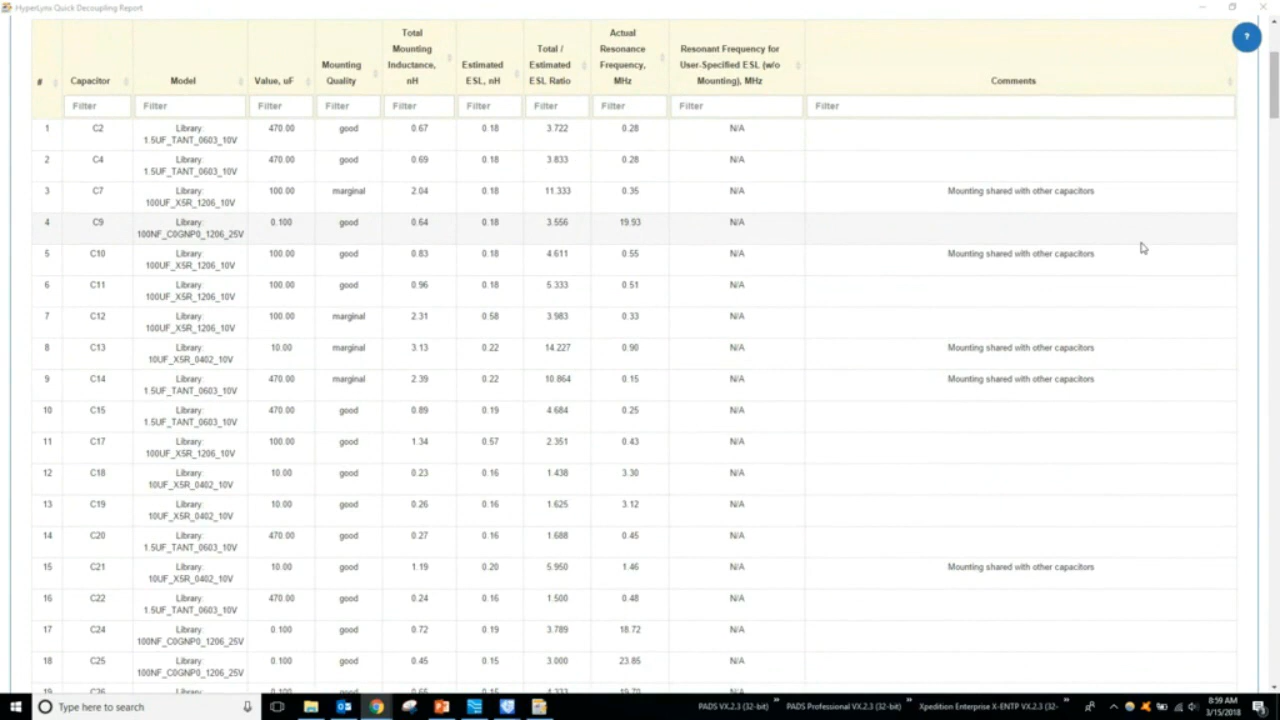 HyperLynx Quick Decoupling Report
?
# Capacitor Model Value, uF Mounting Quality Total Mounting Inductance, nH Estimated ESL, nH Total / Estimated ESL Ratio Actual Resonance Frequency, MHz Resonant Frequency for User-Specified ESL (w/o Mounting), MHz Comments
Filter Filter Filter Filter Filter Filter Filter Filter Filter Filter
1 C2 Library: 1.5UF_TANT_0603_10V 470.00 good 0.67 0.18 3.722 0.28 N/A
2 C4 Library: 1.5UF_TANT_0603_10V 470.00 good 0.69 0.18 3.833 0.28 N/A
3 C7 Library: 100UF_X5R_1206_10V 100.00 marginal 2.04 0.18 11.333 0.35 N/A Mounting shared with other capacitors
4 C9 Library: 100NF_C0GNP0_1206_25V 0.100 good 0.64 0.18 3.556 19.93 N/A
5 C10 Library: 100UF_X5R_1206_10V 100.00 good 0.83 0.18 4.611 0.55 N/A Mounting shared with other capacitors
6 C11 Library: 100UF_X5R_1206_10V 100.00 good 0.96 0.18 5.333 0.51 N/A
7 C12 Library: 100UF_X5R_1206_10V 100.00 marginal 2.31 0.58 3.983 0.33 N/A
8 C13 Library: 10UF_X5R_0402_10V 10.00 marginal 3.13 0.22 14.227 0.90 N/A Mounting shared with other capacitors
9 C14 Library: 1.5UF_TANT_0603_10V 470.00 marginal 2.39 0.22 10.864 0.15 N/A Mounting shared with other capacitors
10 C15 Library: 1.5UF_TANT_0603_10V 470.00 good 0.89 0.19 4.684 0.25 N/A
11 C17 Library: 100UF_X5R_1206_10V 100.00 good 1.34 0.57 2.351 0.43 N/A
12 C18 Library: 10UF_X5R_0402_10V 10.00 good 0.23 0.16 1.438 3.30 N/A
13 C19 Library: 10UF_X5R_0402_10V 10.00 good 0.26 0.16 1.625 3.12 N/A
14 C20 Library: 1.5UF_TANT_0603_10V 470.00 good 0.27 0.16 1.688 0.45 N/A
15 C21 Library: 10UF_X5R_0402_10V 10.00 good 1.19 0.20 5.950 1.46 N/A Mounting shared with other capacitors
16 C22 Library: 1.5UF_TANT_0603_10V 470.00 good 0.24 0.16 1.500 0.48 N/A
17 C24 Library: 100NF_C0GNP0_1206_25V 0.100 good 0.72 0.19 3.789 18.72 N/A
18 C25 Library: 100NF_C0GNP0_1206_25V 0.100 good 0.45 0.15 3.000 23.85 N/A
Type here to search PADS VX.2.3 (32-bit) PADS Professional VX.2.3 (32-bit) Xpedition Enterprise X-ENTP VX.2.3 (32- 8:59 AM
3/15/2018